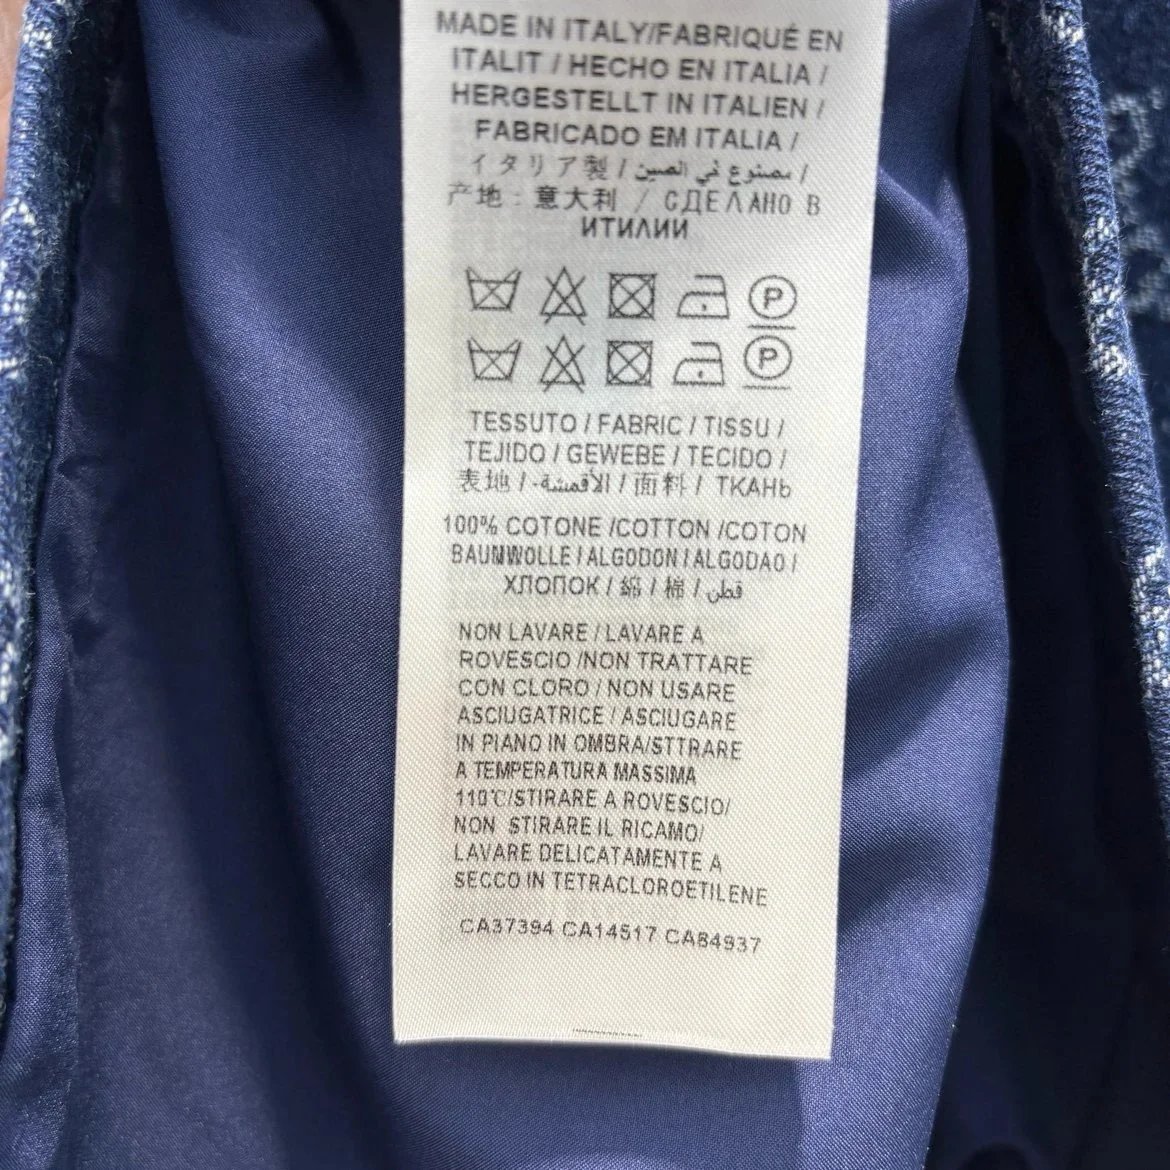 MADE IN ITALY/FABRIQUÉ EN
ITALIT / HECHO EN ITALIA /
HERGESTELLT IN ITALIEN /
FABRICADO EM ITALIA /
イタリア製 / مصنوع في الصين /
产地：意大利 / СДЕЛАНО В
ИТИЛИИ
P
P
TESSUTO / FABRIC / TISSU /
TEJIDO / GEWEBE / TECIDO /
表地 / الأقمشة· / 面料 / ТКАНЬ
100% COTONE /COTTON /COTON
BAUMWOLLE / ALGODON / ALGODAO /
ХЛОПОК / 綿 / 棉 / قطن
NON LAVARE / LAVARE A
ROVESCIO /NON TRATTARE
CON CLORO / NON USARE
ASCIUGATRICE / ASCIUGARE
IN PIANO IN OMBRA/STTRARE
A TEMPERATURA MASSIMA
110℃/STIRARE A ROVESCIO/
NON STIRARE IL RICAMO/
LAVARE DELICATAMENTE A
SECCO IN TETRACLOROETILENE
CA37394 CA14517 CA84937